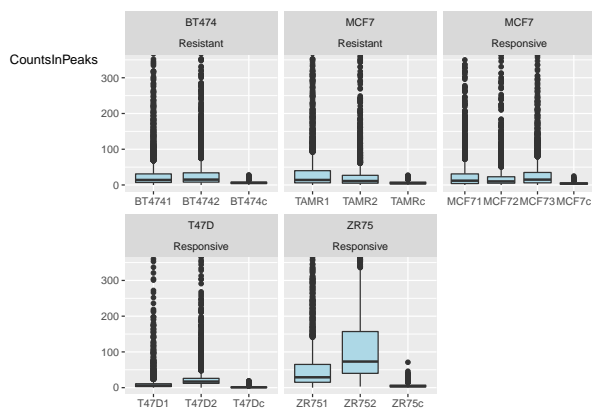 BT474
MCF7
MCF7
Resistant
Resistant
Responsive
CountsInPeaks
300
200
100
0
BT4741
BT4742
BT474c
TAMR1
TAMR2
TAMRc
MCF71
MCF72
MCF73
MCF7c
T47D
ZR75
Responsive
Responsive
300
200
100
0
T47D1
T47D2
T47Dc
ZR751
ZR752
ZR75c